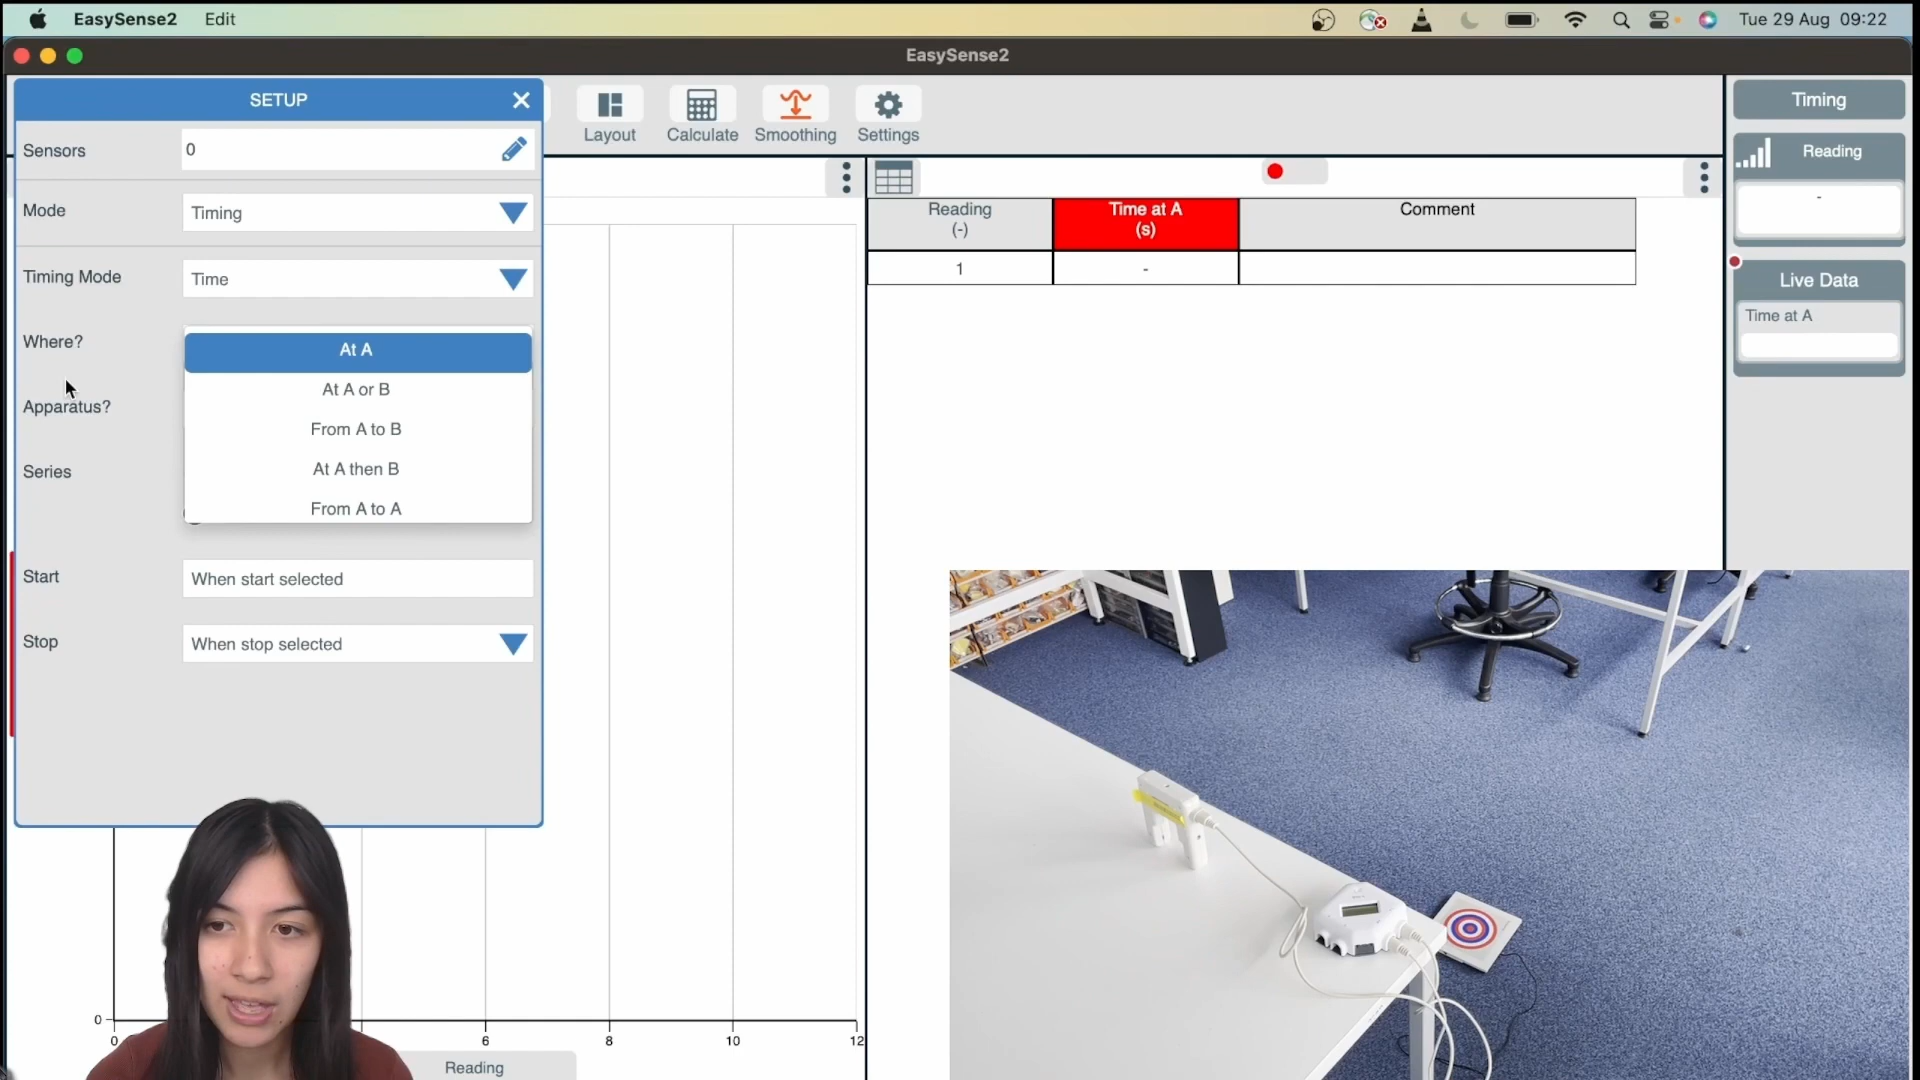 EasySense2 Edit
Tue 29 Aug 09:22
EasySense2
SETUP
Sensors 0
Mode Timing
Timing Mode Time
Where?
At A
At A or B
From A to B
At A then B
From A to A
Apparatus?
Series
Start When start selected
Stop When stop selected
Layout Calculate Smoothing Settings
Reading (-) Time at A (s) Comment
1 -
Timing
Reading
-
Live Data
Time at A
0
0 6 8 10 12
Reading